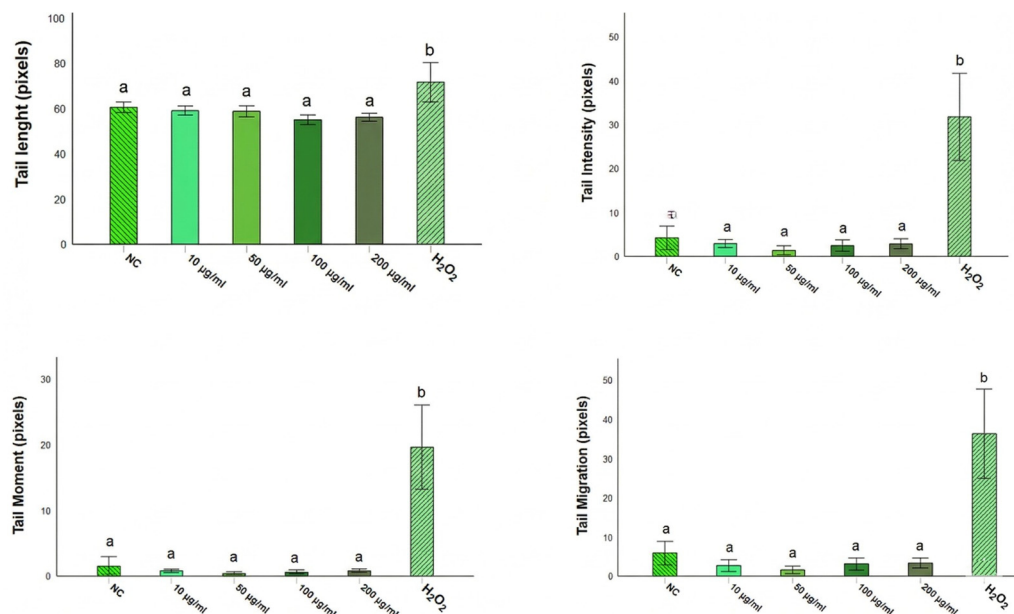 Tail lenght (pixels)
100
80
60
40
20
0
a
a
a
a
a
b
NC
10 µg/ml
50 µg/ml
100 µg/ml
200 µg/ml
H₂O₂
Tail Intensity (pixels)
50
40
30
20
10
0
a
a
a
a
b
NC
10 µg/ml
50 µg/ml
100 µg/ml
200 µg/ml
H₂O₂
Tail Moment (pixels)
30
20
10
0
a
a
a
a
a
b
NC
10 µg/ml
50 µg/ml
100 µg/ml
200 µg/ml
H₂O₂
Tail Migration (pixels)
50
40
30
20
10
0
a
a
a
a
a
b
NC
10 µg/ml
50 µg/ml
100 µg/ml
200 µg/ml
H₂O₂